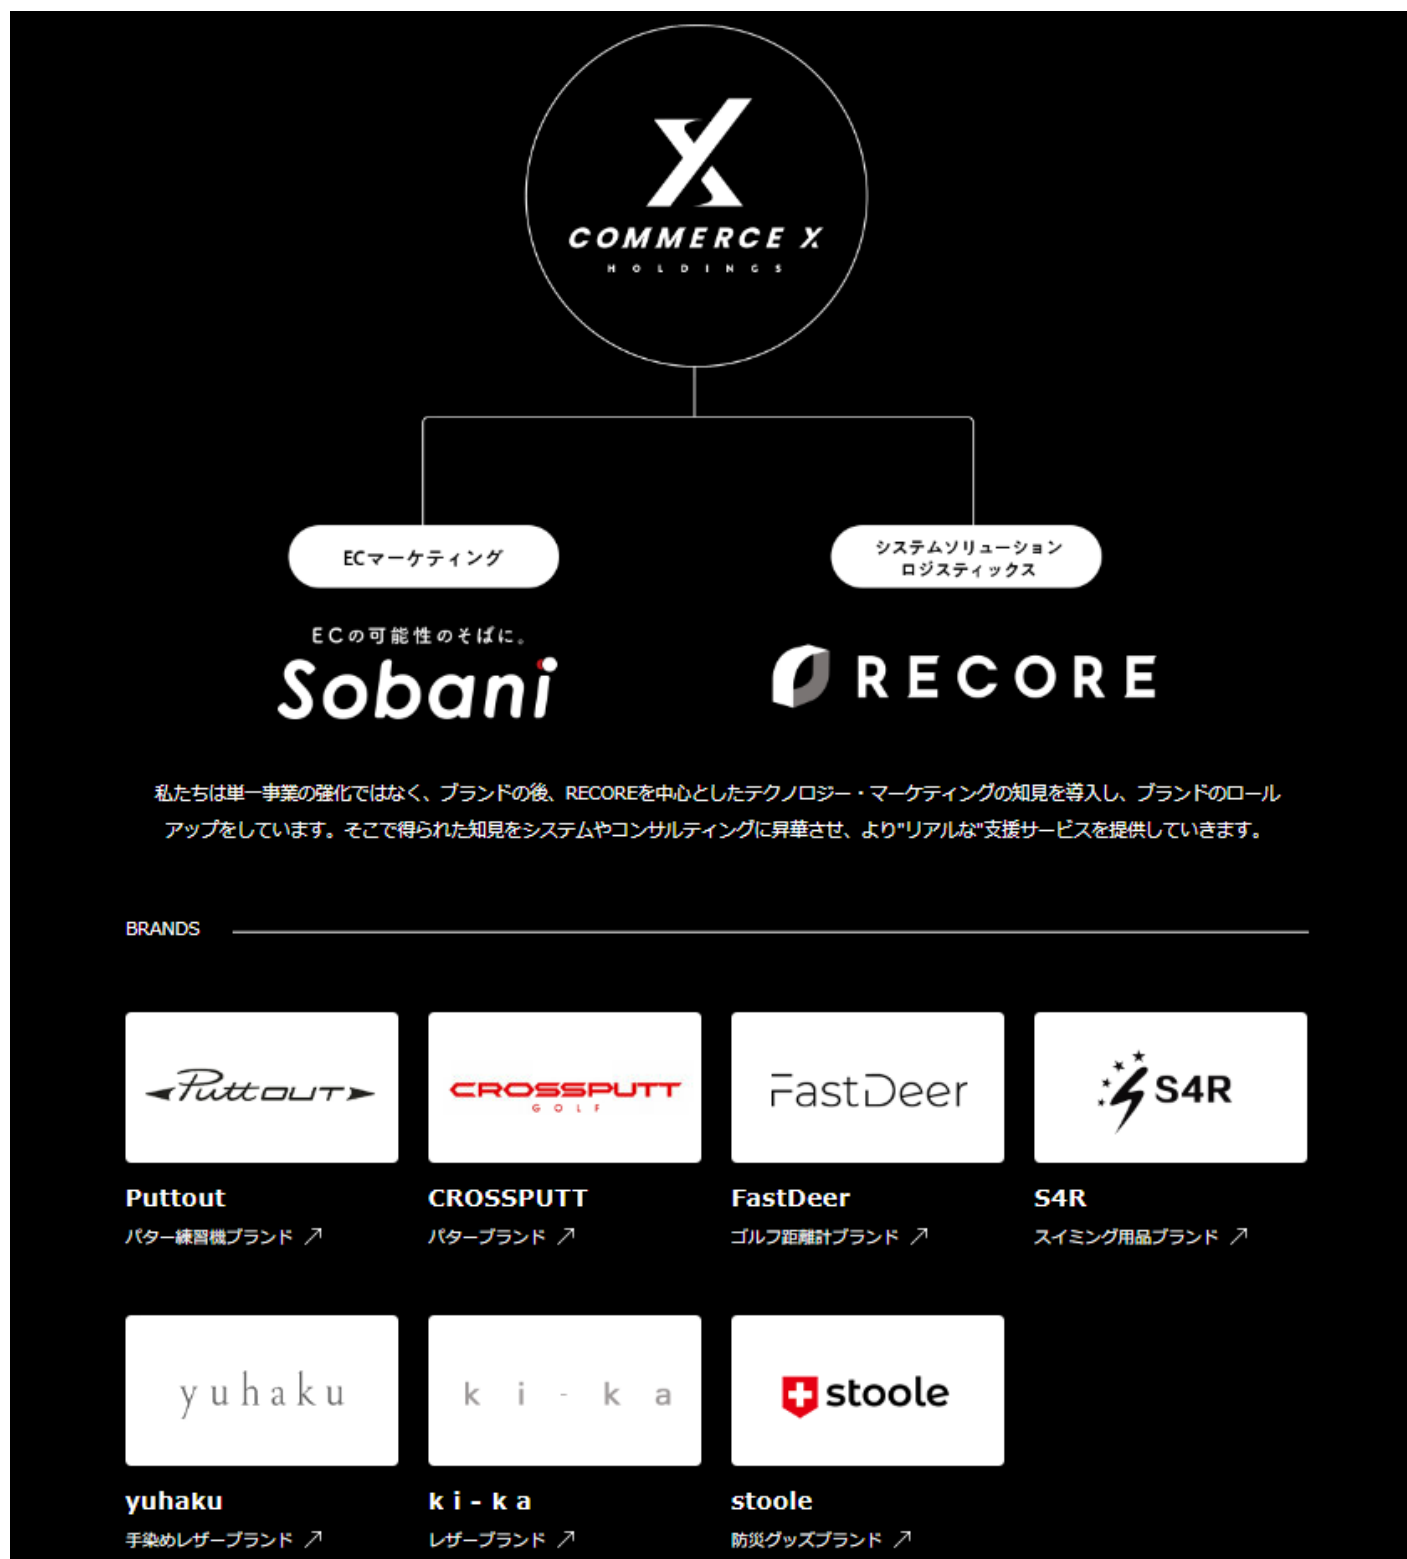 COMMERCE X
HOLDINGS
ECマーケティング
システムソリューション
ロジスティックス
ECの可能性のそばに。
Sobani
RECORE
私たちは単一事業の強化ではなく、ブランドの後、RECOREを中心としたテクノロジー・マーケティングの知見を導入し、ブランドのロール
アップをしています。そこで得られた知見をシステムやコンサルティングに昇華させ、より"リアルな"支援サービスを提供していきます。
BRANDS
Puttout
CROSSPUTT
GOLF
FastDeer
S4R
Puttout
CROSSPUTT
FastDeer
S4R
パター練習機ブランド
パターブランド
ゴルフ距離計ブランド
スイミング用品ブランド
yuhaku
ki-ka
stoole
yuhaku
ki-ka
stoole
手染めレザーブランド
レザーブランド
防災グッズブランド